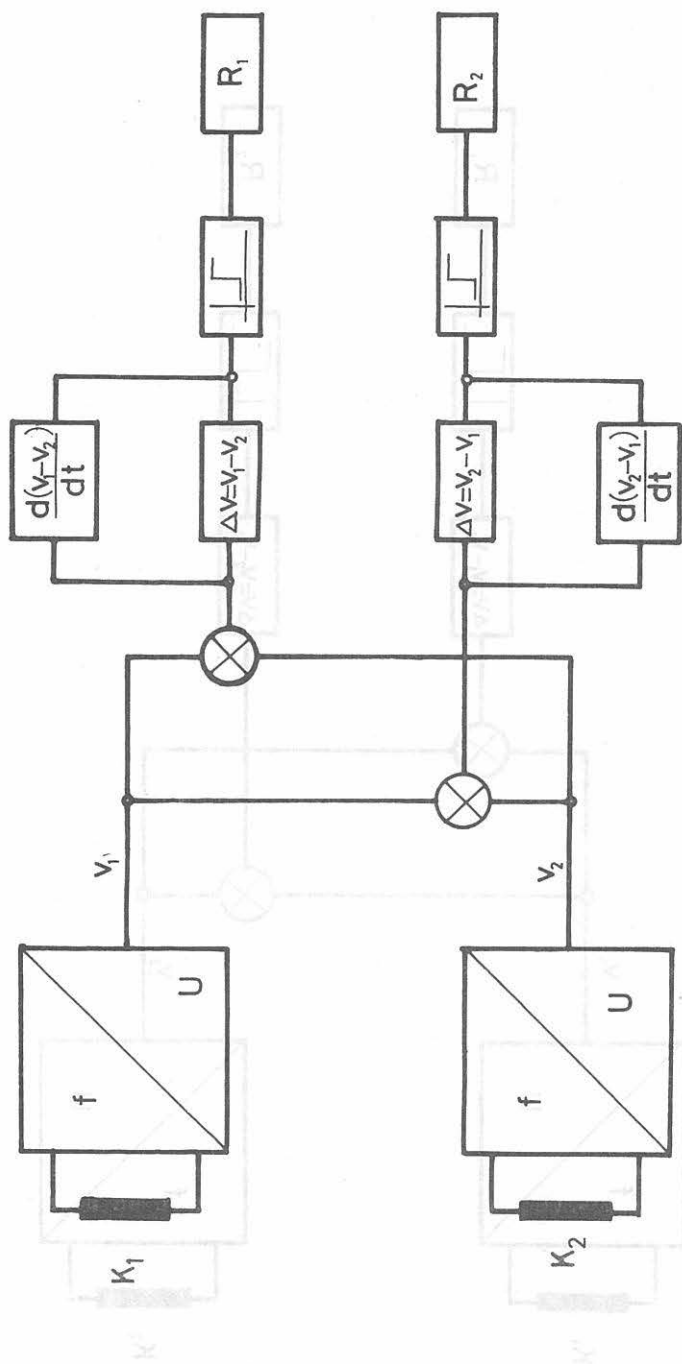 K₁
f
U
v₁
d(v₁-v₂)
dt
ΔV=V₁-V₂
R₁
K₂
f
U
v₂
ΔV=V₂-V₁
d(v₂-v₁)
dt
R₂